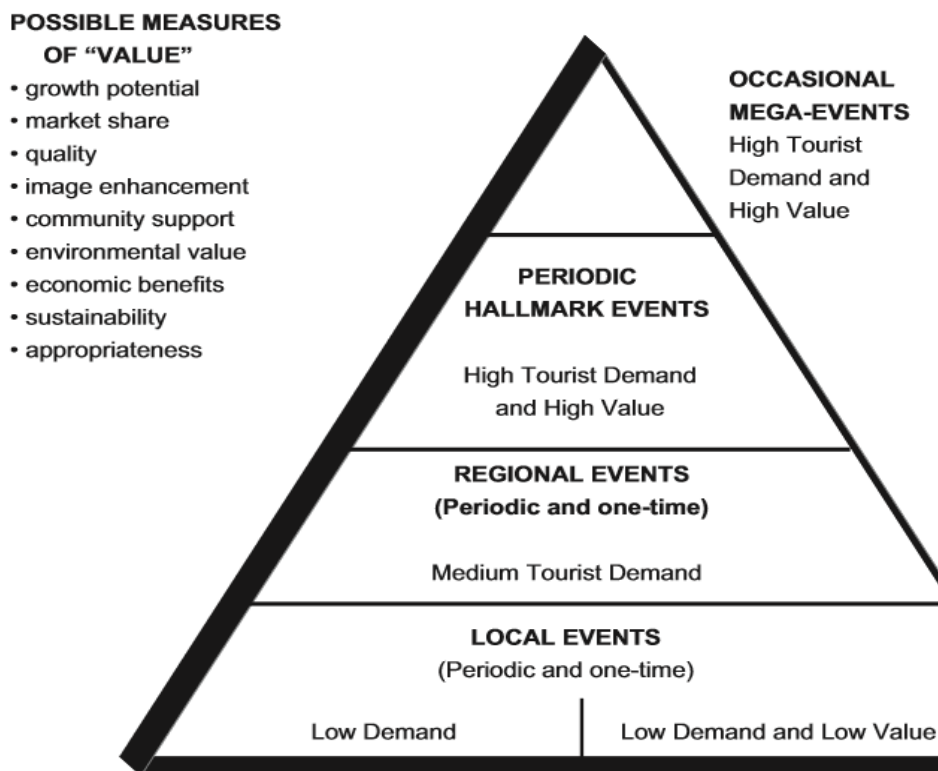 POSSIBLE MEASURES
OF “VALUE”
• growth potential
• market share
• quality
• image enhancement
• community support
• environmental value
• economic benefits
• sustainability
• appropriateness
OCCASIONAL
MEGA-EVENTS
High Tourist
Demand and
High Value
PERIODIC
HALLMARK EVENTS
High Tourist Demand
and High Value
REGIONAL EVENTS
(Periodic and one-time)
Medium Tourist Demand
LOCAL EVENTS
(Periodic and one-time)
Low Demand
Low Demand and Low Value